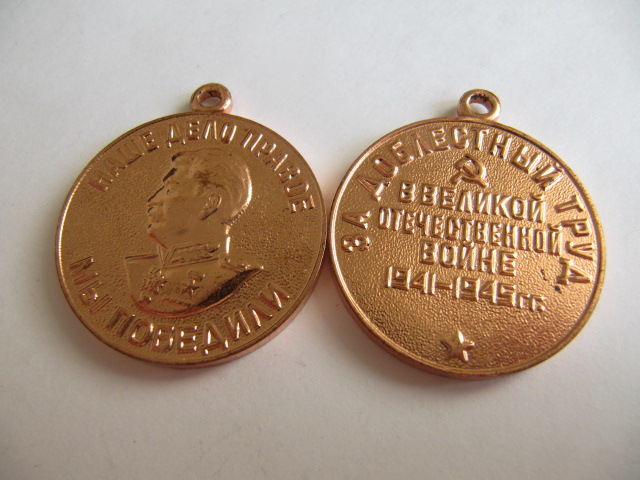 НАШЕ ДЕЛО ПРАВОЕ
МЫ ПОБЕДИЛИ
ЗА ДОБЛЕСТНЫЙ ТРУД
В ВЕЛИКОЙ
ОТЕЧЕСТВЕННОЙ
ВОЙНЕ
1941-1945 гг.